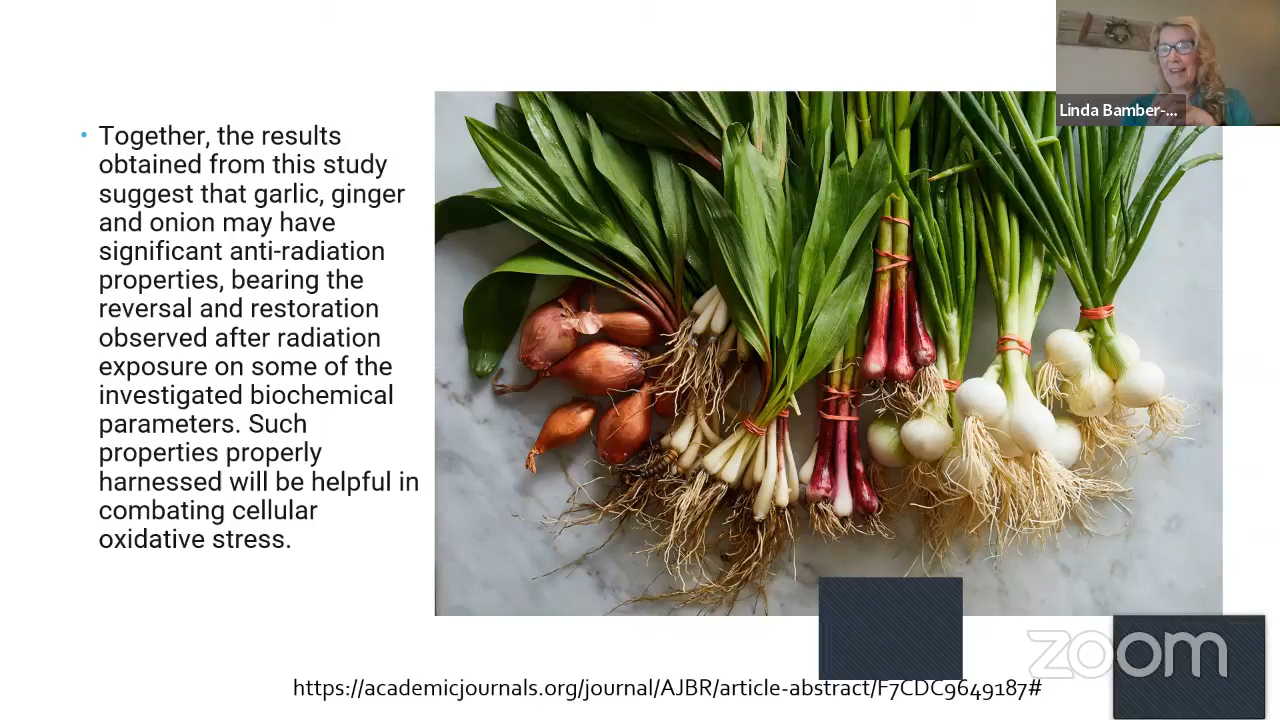 Linda Bamber-...
• Together, the results
obtained from this study
suggest that garlic, ginger
and onion may have
significant anti-radiation
properties, bearing the
reversal and restoration
observed after radiation
exposure on some of the
investigated biochemical
parameters. Such
properties properly
harnessed will be helpful in
combating cellular
oxidative stress.
zoom
https://academicjournals.org/journal/AJBR/article-abstract/F7CDC9649187#